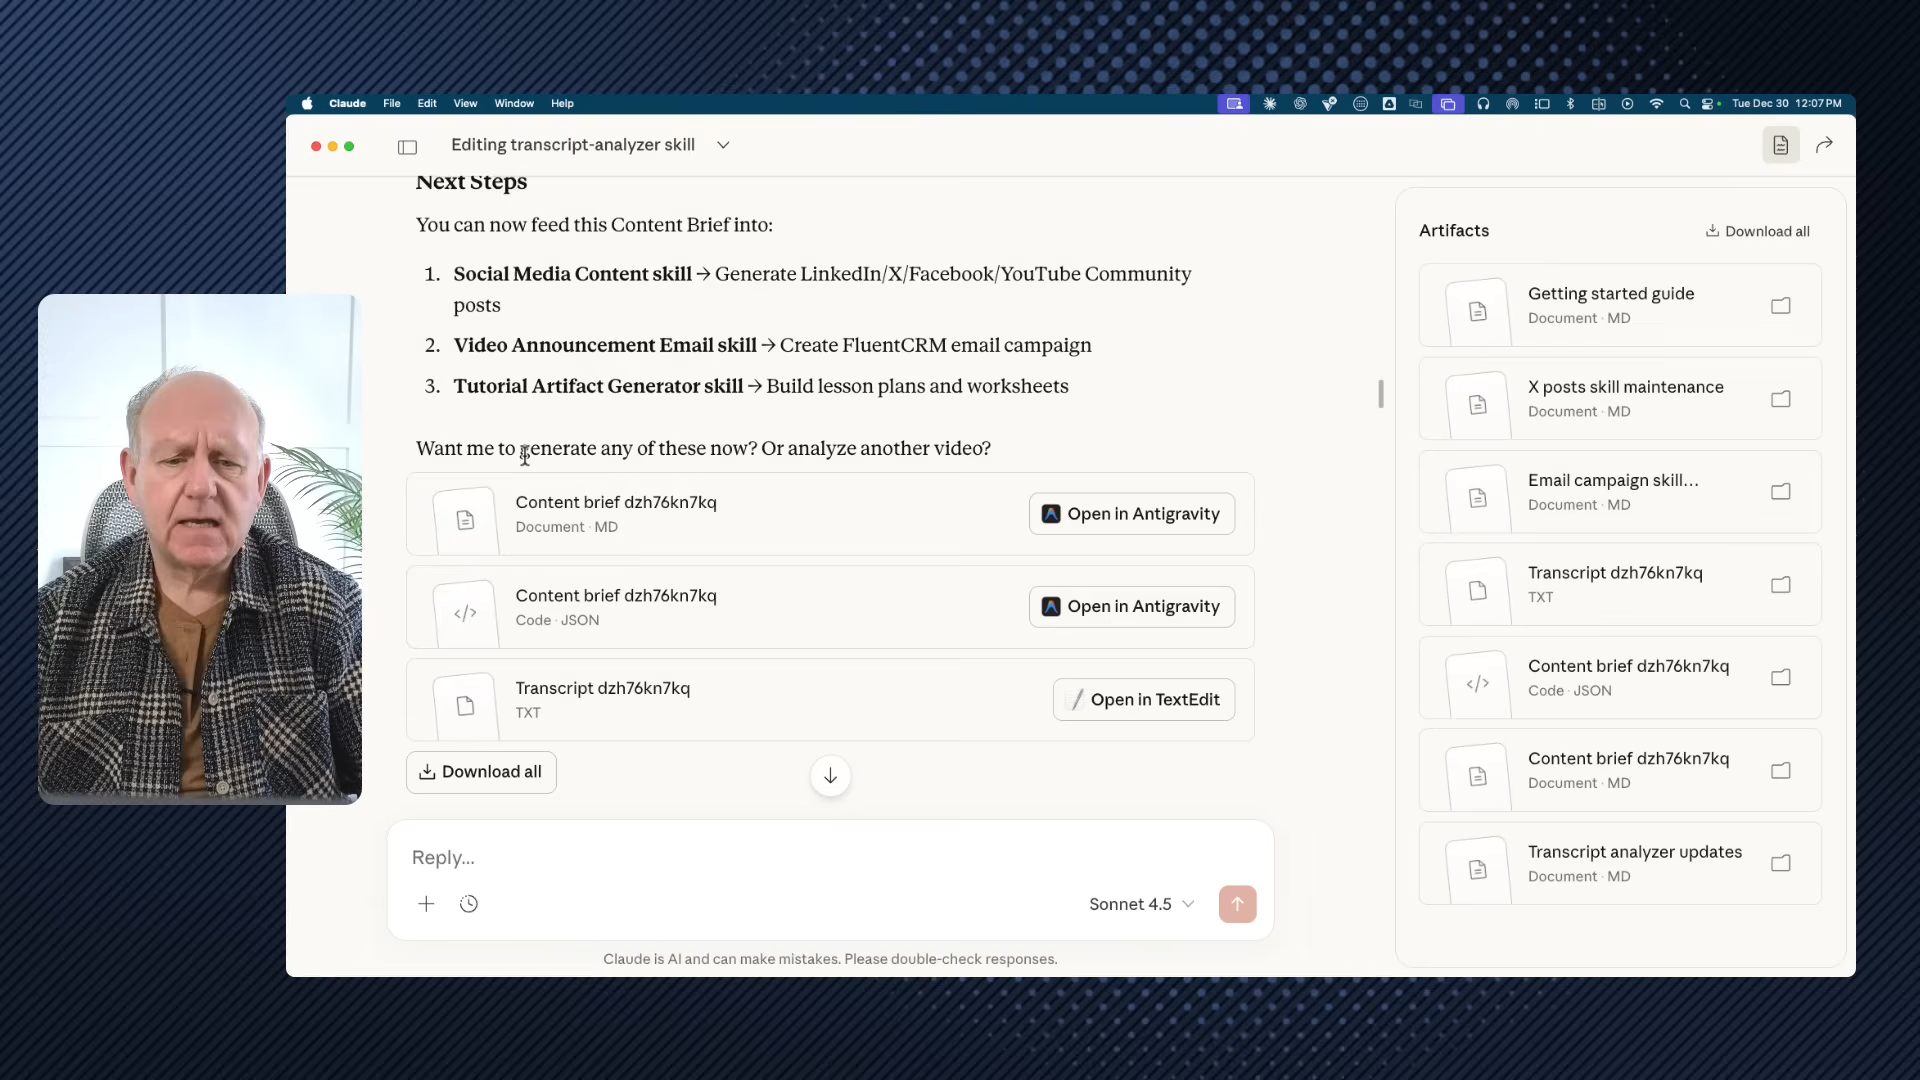 Claude File Edit View Window Help
Tue Dec 30 12:07 PM
Editing transcript-analyzer skill
Next Steps
You can now feed this Content Brief into:
1. Social Media Content skill → Generate LinkedIn/X/Facebook/YouTube Community
posts
2. Video Announcement Email skill → Create FluentCRM email campaign
3. Tutorial Artifact Generator skill → Build lesson plans and worksheets
Want me to generate any of these now? Or analyze another video?
Content brief dzh76kn7kq
Document · MD
Open in Antigravity
Content brief dzh76kn7kq
Code · JSON
Open in Antigravity
Transcript dzh76kn7kq
TXT
Open in TextEdit
Download all
Reply...
Sonnet 4.5
Claude is AI and can make mistakes. Please double-check responses.
Artifacts
Download all
Getting started guide
Document · MD
X posts skill maintenance
Document · MD
Email campaign skill...
Document · MD
Transcript dzh76kn7kq
TXT
Content brief dzh76kn7kq
Code · JSON
Content brief dzh76kn7kq
Document · MD
Transcript analyzer updates
Document · MD